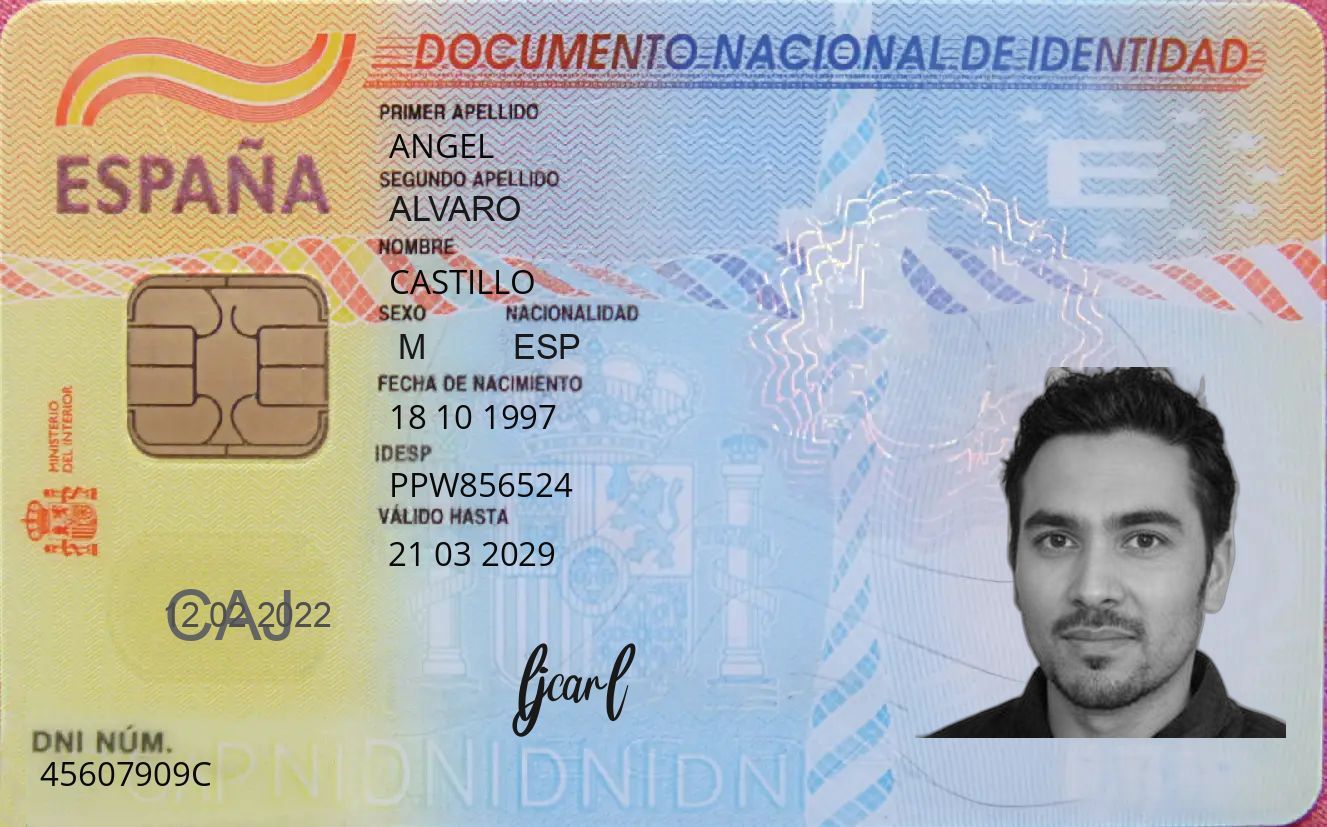 DOCUMENTO NACIONAL DE IDENTIDAD
ESPAÑA
E
PRIMER APELLIDO
ANGEL
SEGUNDO APELLIDO
ALVARO
NOMBRE
CASTILLO
SEXO NACIONALIDAD
M ESP
FECHA DE NACIMIENTO
18 10 1997
IDESP
PPW856524
VÁLIDO HASTA
21 03 2029
MINISTERIO
DEL INTERIOR
CAJ
12 02 2022
DNI NÚM.
45607909C